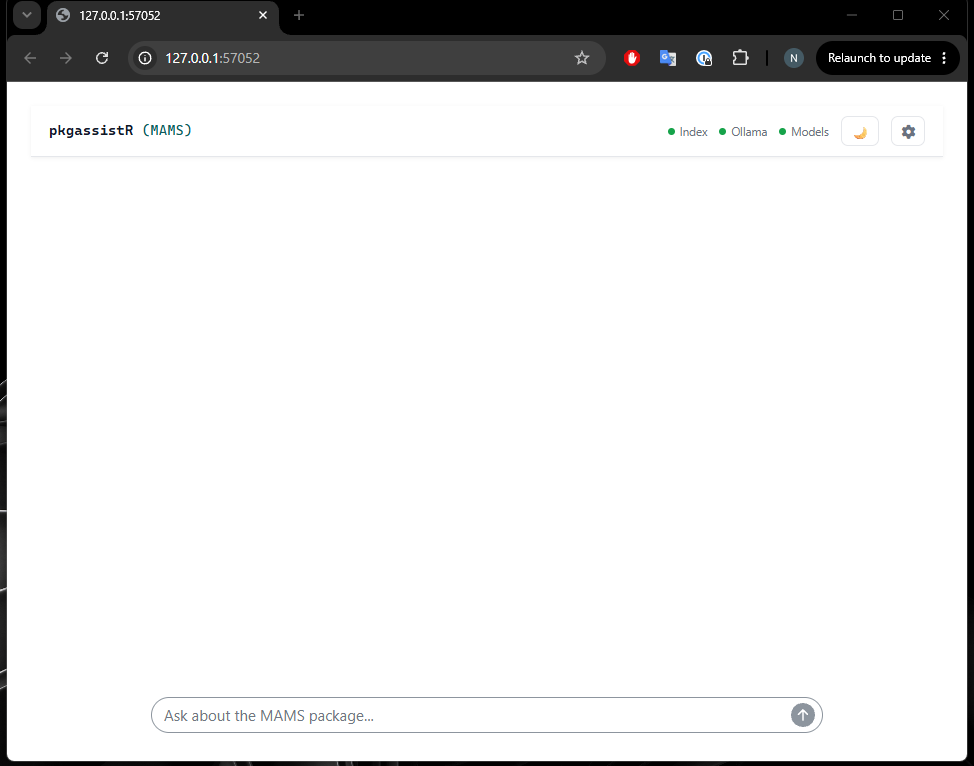 127.0.0.1:57052
127.0.0.1:57052
N
Relaunch to update
pkgassistR (MAMS)
Index
Ollama
Models
Ask about the MAMS package...